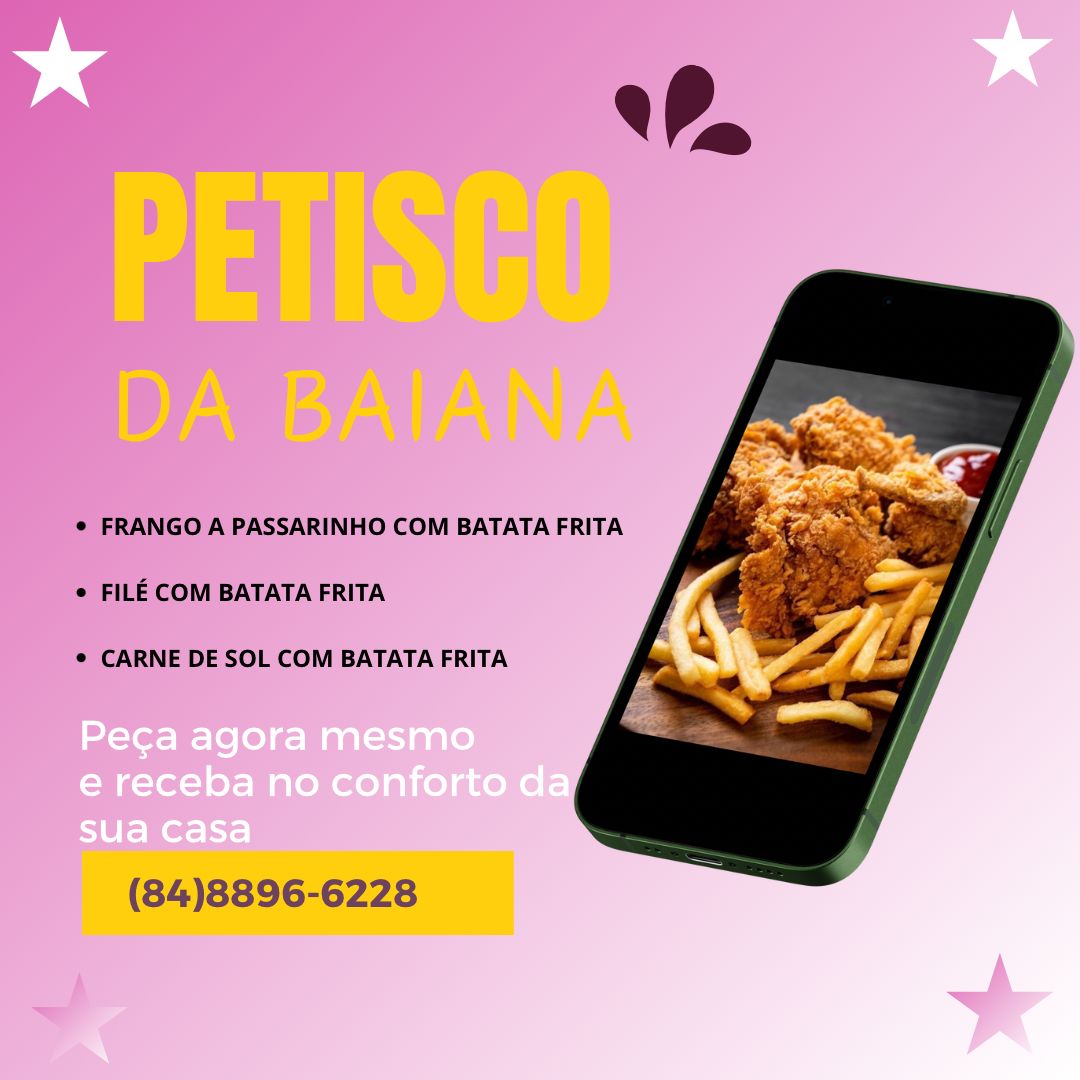 PETISCO
DA BAIANA
• FRANGO A PASSARINHO COM BATATA FRITA
• FILÉ COM BATATA FRITA
• CARNE DE SOL COM BATATA FRITA
Peça agora mesmo
e receba no conforto da
sua casa
(84)8896-6228